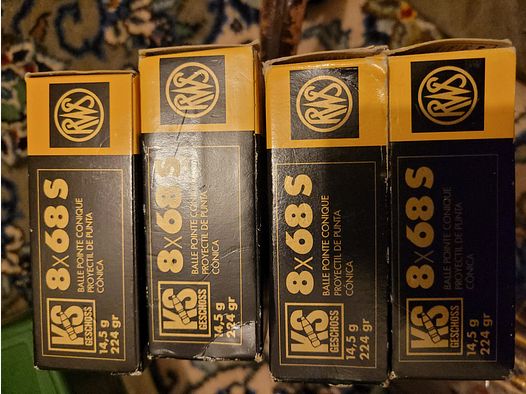 RWS
8x68 S
BALLE POINTE CONIQUE
PROYECTIL DE PUNTA
CONICA
KS
GESCHOSS
14,5 g
224 gr
RWS
8x68 S
BALLE POINTE CONIQUE
PROYECTIL DE PUNTA
CONICA
KS
GESCHOSS
14,5 g
224 gr
RWS
8x68 S
BALLE POINTE CONIQUE
PROYECTIL DE PUNTA
CONICA
KS
GESCHOSS
14,5 g
224 gr
RWS
8x68 S
BALLE POINTE CONIQUE
PROYECTIL DE PUNTA
CONICA
KS
GESCHOSS
14,5 g
224 gr